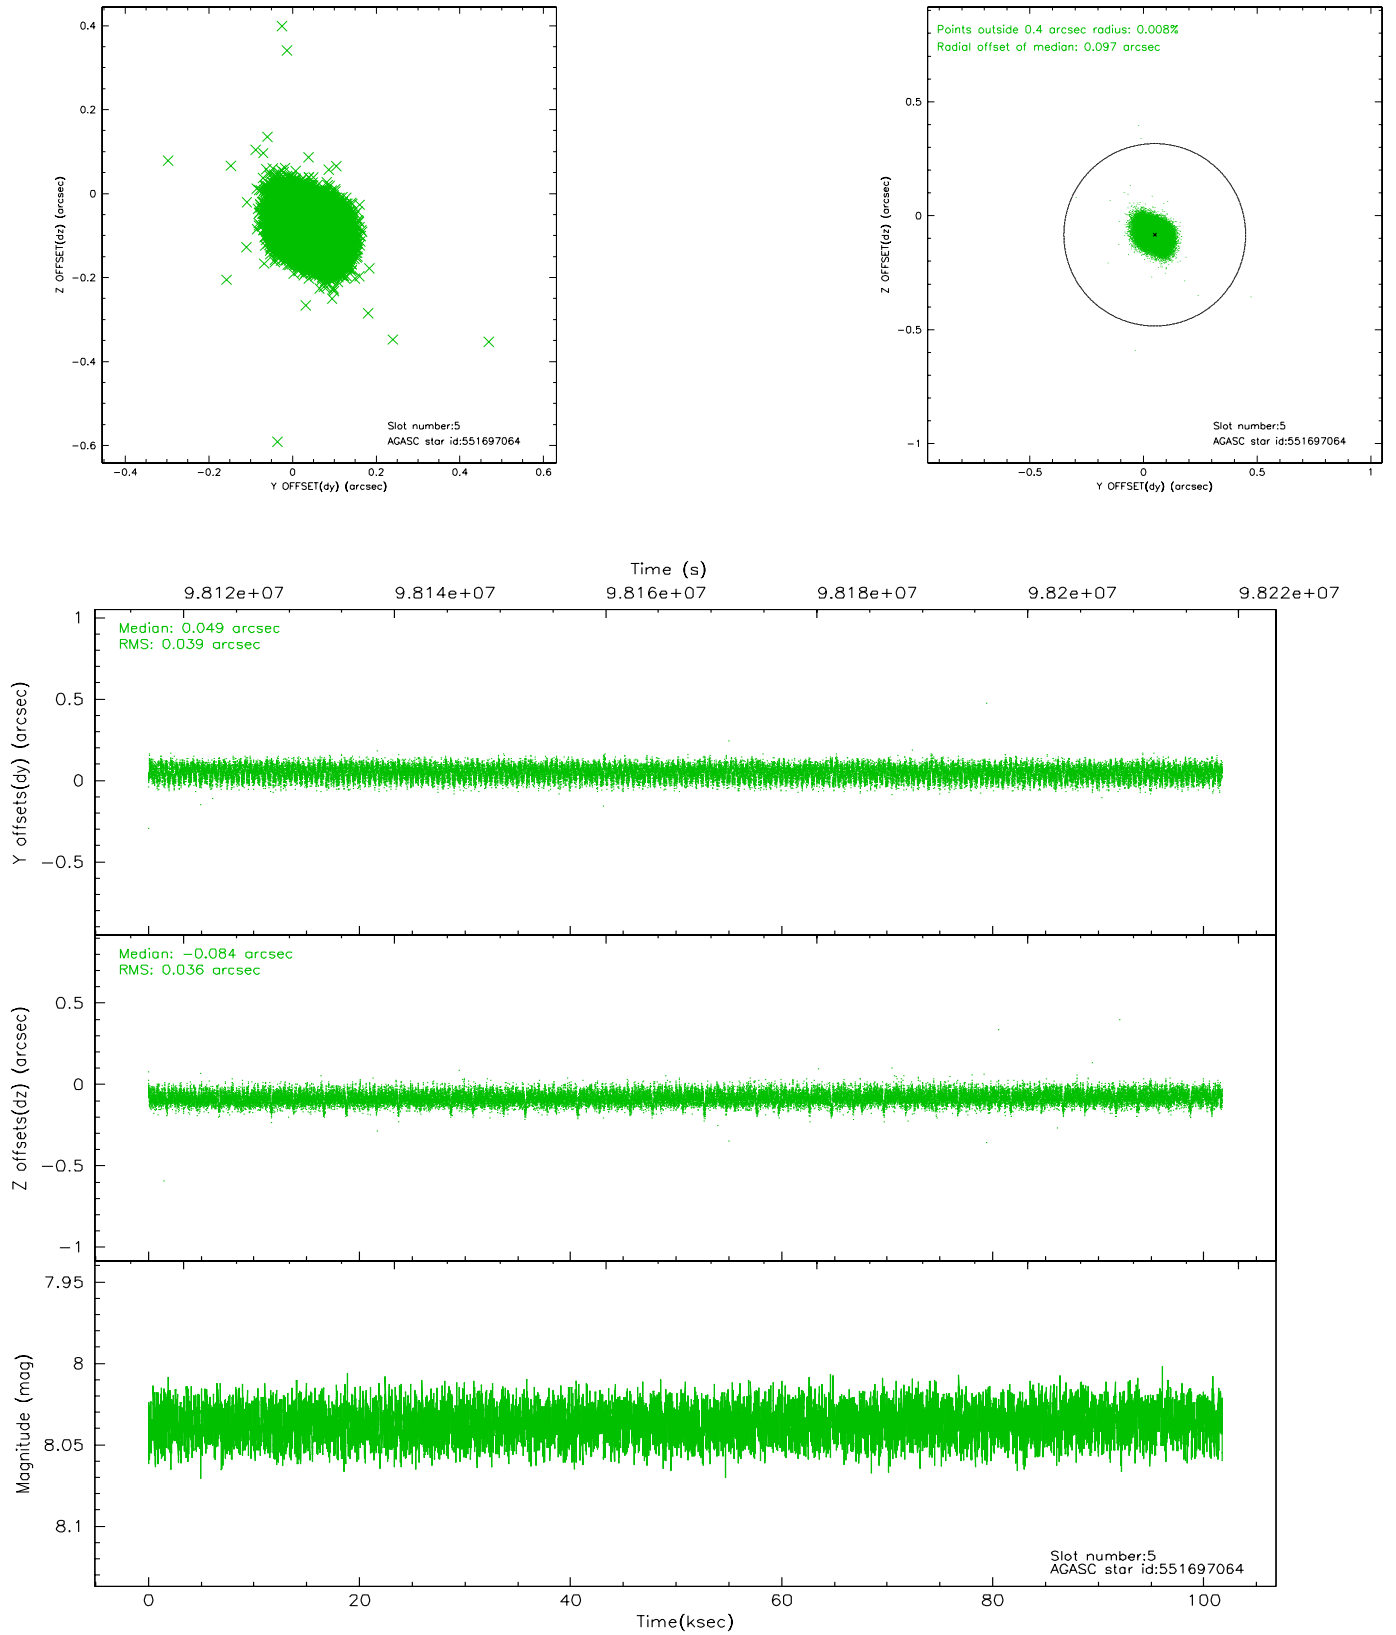 0.4
0.2
0
−0.2
−0.4
−0.6
Z OFFSET(dz) (arcsec)
Slot number:5
AGASC star id:551697064
−0.4
−0.2
0
0.2
0.4
0.6
Y OFFSET(dy) (arcsec)
Points outside 0.4 arcsec radius: 0.008%
Radial offset of median: 0.097 arcsec
0.5
0
−0.5
−1
Z OFFSET(dz) (arcsec)
Slot number:5
AGASC star id:551697064
−0.5
0
0.5
1
Y OFFSET(dy) (arcsec)
Time (s)
9.812e+07
9.814e+07
9.816e+07
9.818e+07
9.82e+07
9.822e+07
Median: 0.049 arcsec
RMS: 0.039 arcsec
1
0.5
0
−0.5
Y offsets(dy) (arcsec)
Median: −0.084 arcsec
RMS: 0.036 arcsec
0.5
0
−0.5
−1
Z offsets(dz) (arcsec)
7.95
8
8.05
8.1
Magnitude (mag)
Slot number:5
AGASC star id:551697064
0
20
40
60
80
100
Time(ksec)